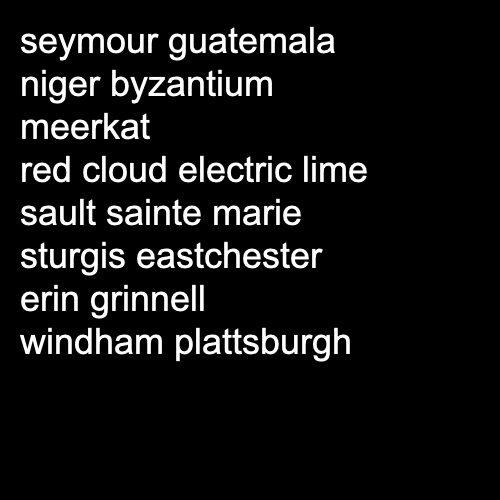 seymour guatemala
niger byzantium
meerkat
red cloud electric lime
sault sainte marie
sturgis eastchester
erin grinnell
windham plattsburgh